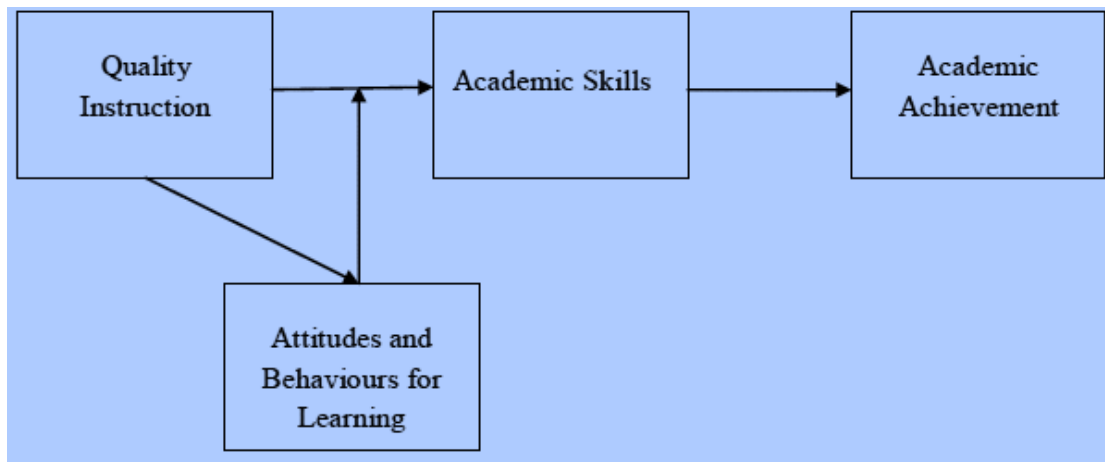 Quality
Instruction
Academic Skills
Academic
Achievement
Attitudes and
Behaviours for
Learning